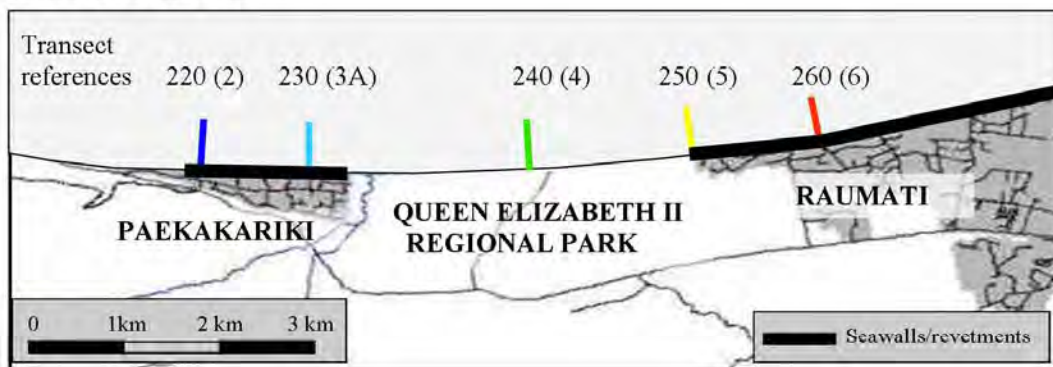 Transect
references
220 (2)
230 (3A)
240 (4)
250 (5)
260 (6)
PAEKAKARIKI
QUEEN ELIZABETH II
REGIONAL PARK
RAUMATI
0 1km 2 km 3 km
Seawalls/revetments